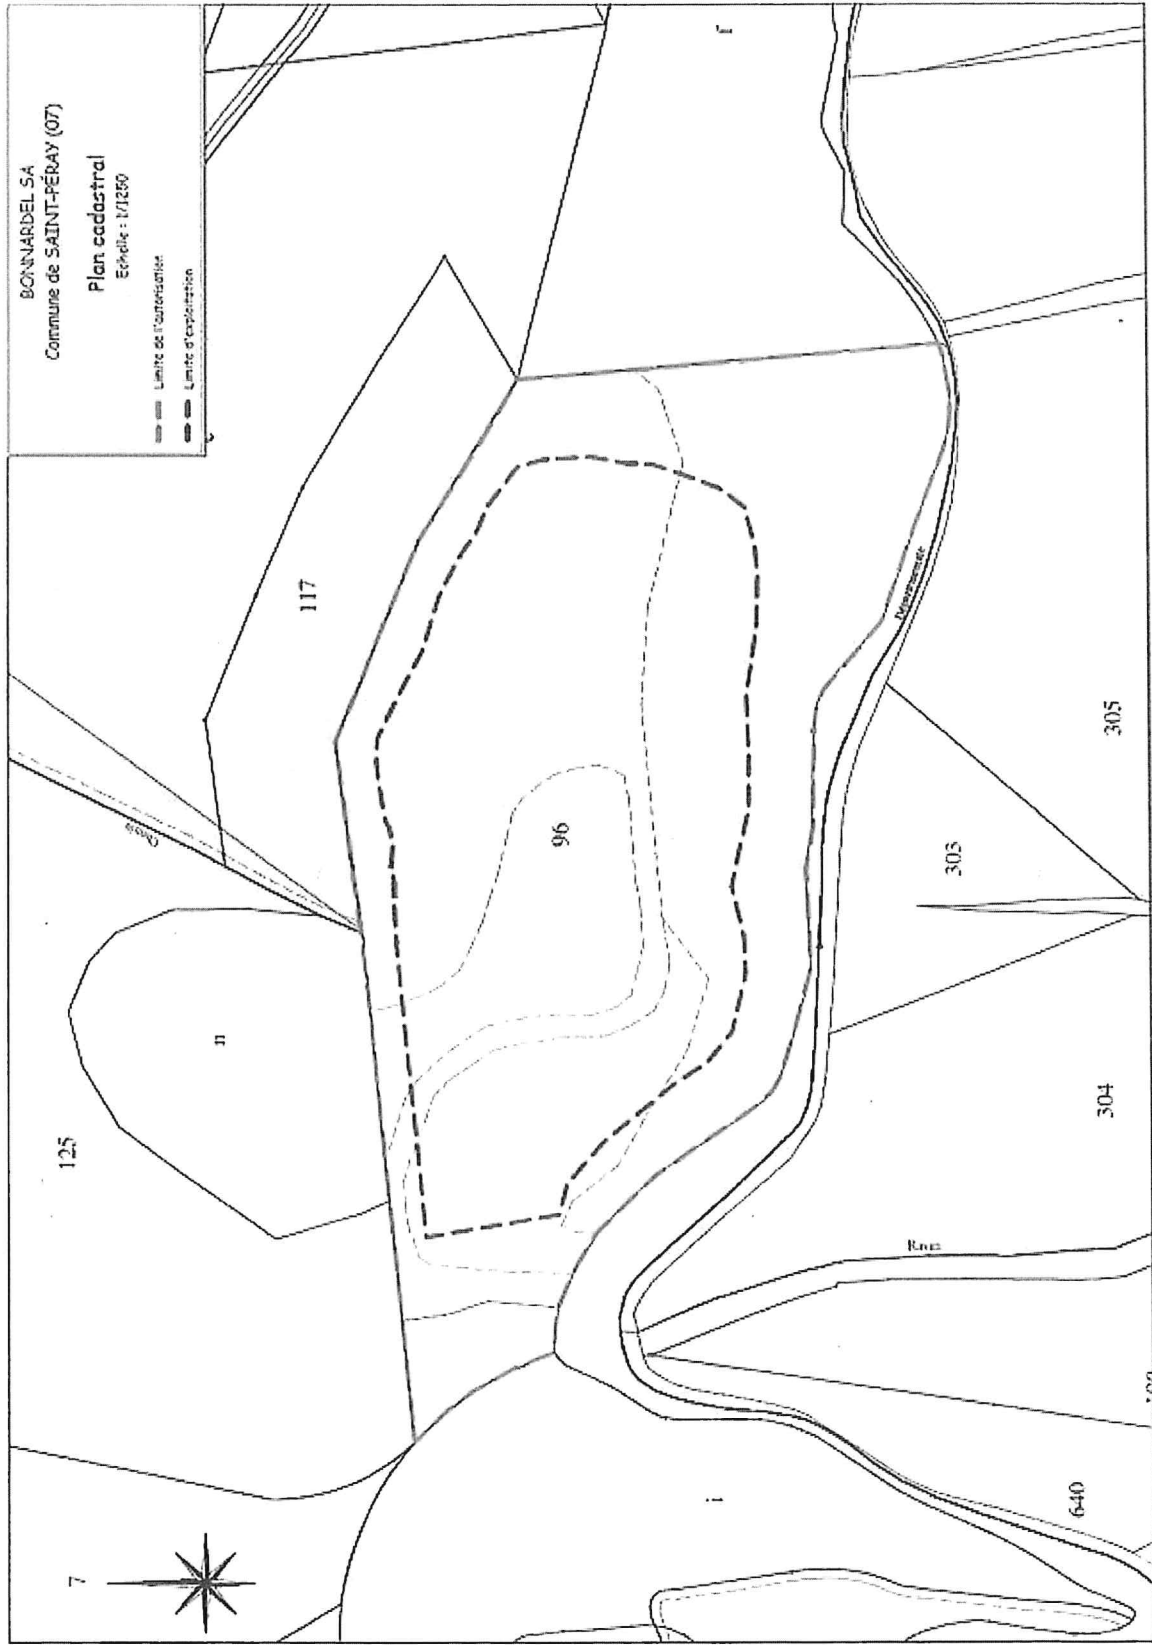 BONNARDEL SA
Commune de SAINT-PÉRAY (07)
Plan cadastral
Echelle : 1/1250
Limite de l'autorisation
Limite d'exploitation
7
125
n
117
96
r
i
Départementale
303
305
304
640